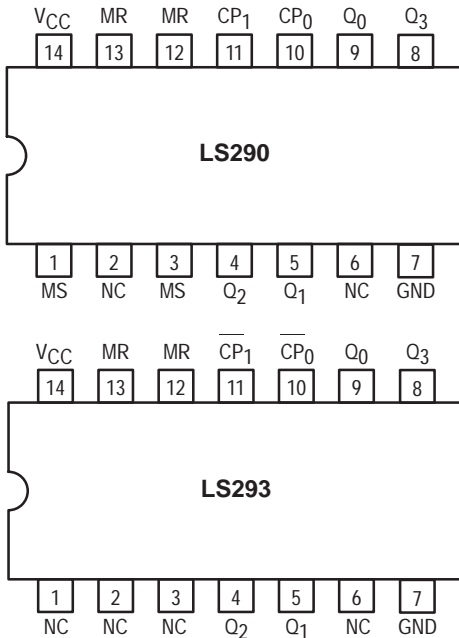 VCC MR MR CP1 CP0 Q0 Q3
14 13 12 11 10 9 8
LS290
1 2 3 4 5 6 7
MS NC MS Q2 Q1 NC GND
VCC MR MR CP1 CP0 Q0 Q3
14 13 12 11 10 9 8
LS293
1 2 3 4 5 6 7
NC NC NC Q2 Q1 NC GND